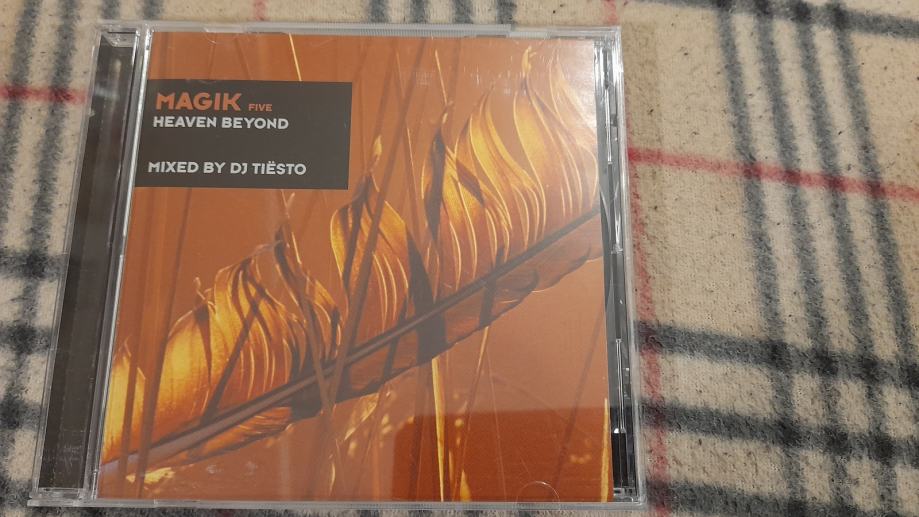 MAGIK FIVE
HEAVEN BEYOND
MIXED BY DJ TIËSTO